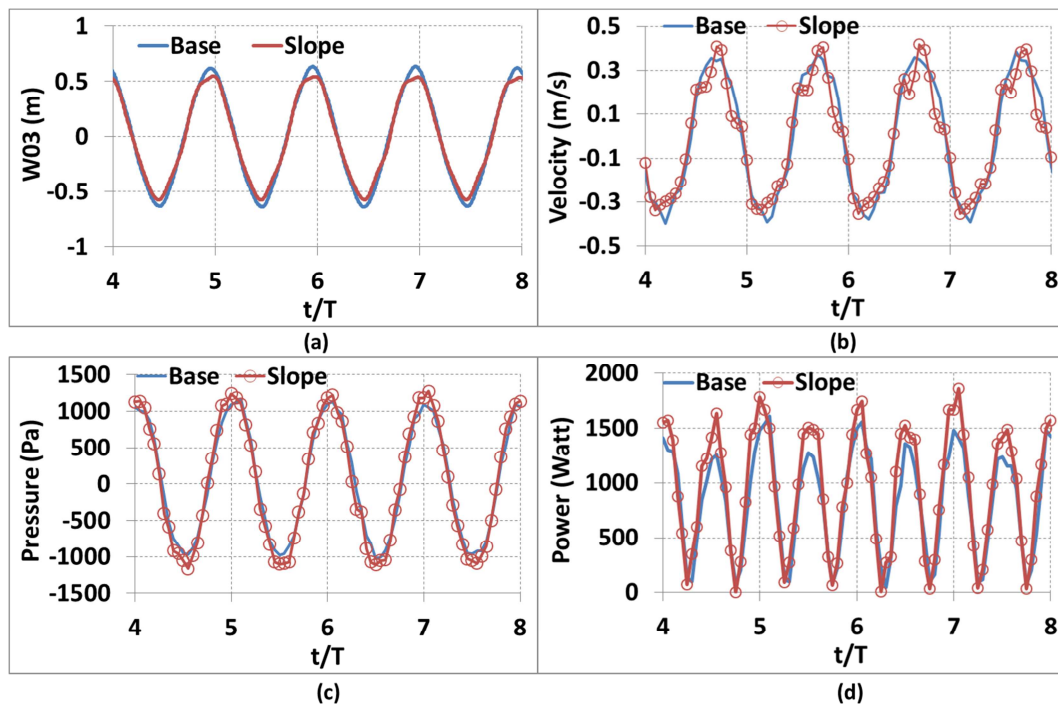 1
Base Slope
0.5
0
-0.5
-1
W03 (m)
4 5 6 7 8
t/T
(a)
0.5
Base Slope
0.3
0.1
-0.1
-0.3
-0.5
Velocity (m/s)
4 5 6 7 8
t/T
(b)
1500
Base Slope
1000
500
0
-500
-1000
-1500
Pressure (Pa)
4 5 6 7 8
t/T
(c)
2000
Base Slope
1500
1000
500
0
Power (Watt)
4 5 6 7 8
t/T
(d)